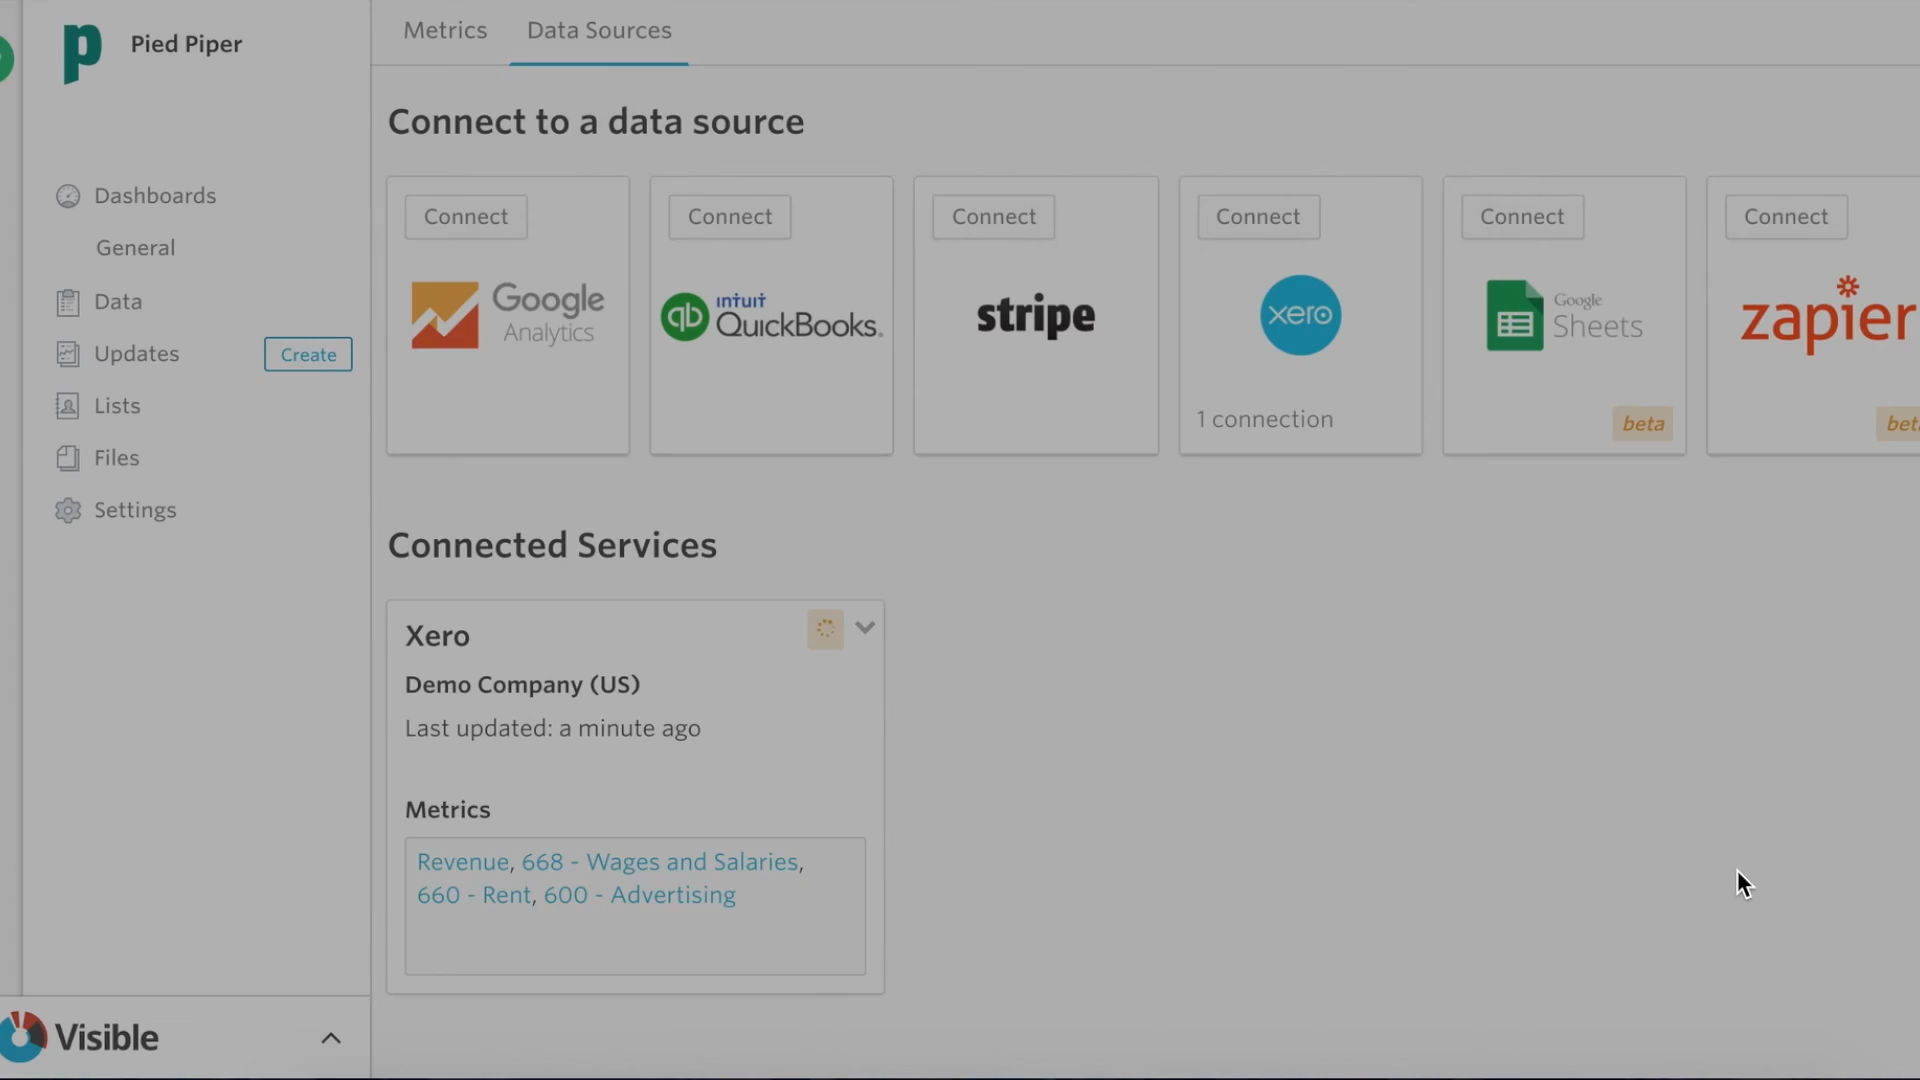 Pied Piper
Metrics
Data Sources
Connect to a data source
Dashboards
General
Data
Updates
Create
Lists
Files
Settings
Connect
Google
Analytics
Connect
intuit
QuickBooks.
Connect
stripe
Connect
xero
1 connection
Connect
Google
Sheets
beta
Connect
zapier
Connected Services
Xero
Demo Company (US)
Last updated: a minute ago
Metrics
Revenue, 668 - Wages and Salaries,
660 - Rent, 600 - Advertising
Visible